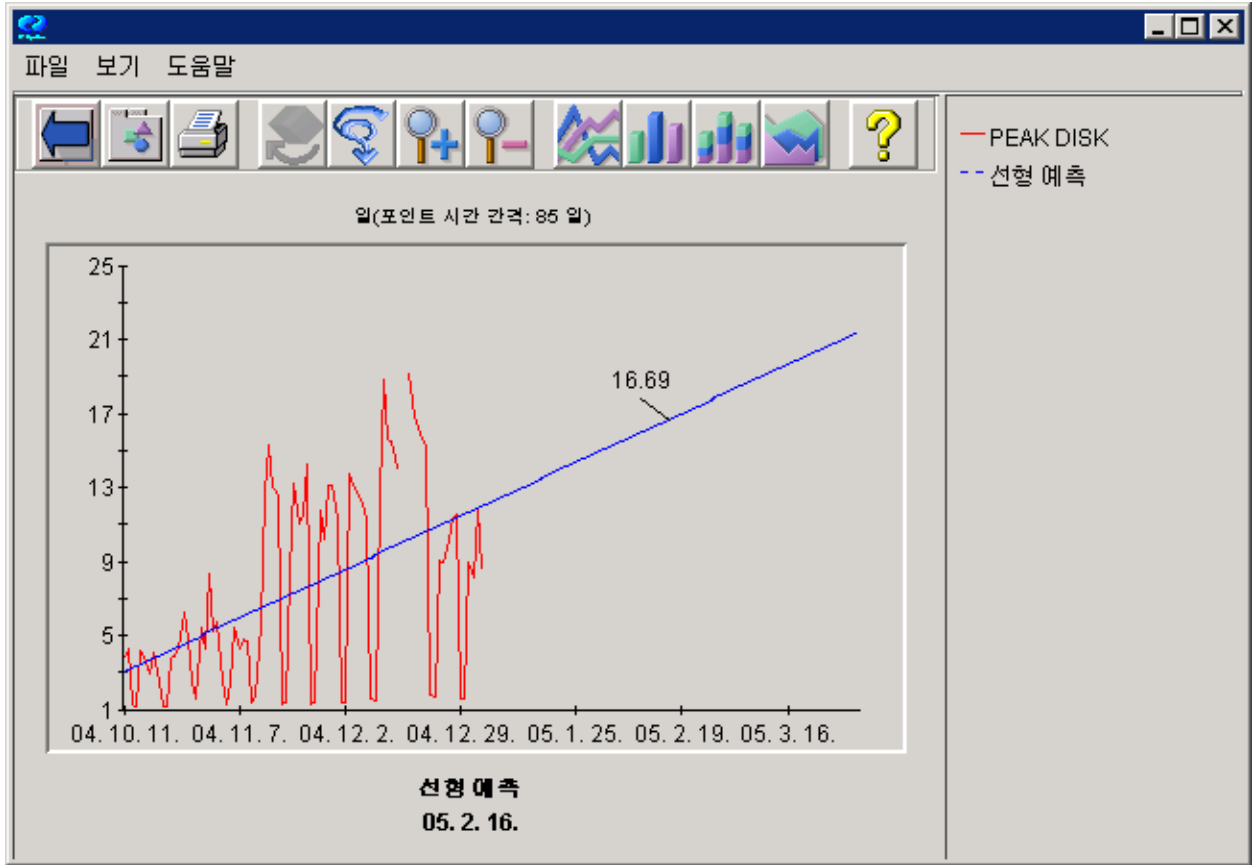 파일 보기 도움말
PEAK DISK
선형 예측
일(포인트 시간 간격: 85 일)
25
21
17
13
9
5
1
16.69
04. 10. 11. 04. 11. 7. 04. 12. 2. 04. 12. 29. 05. 1. 25. 05. 2. 19. 05. 3. 16.
선형 예측
05. 2. 16.